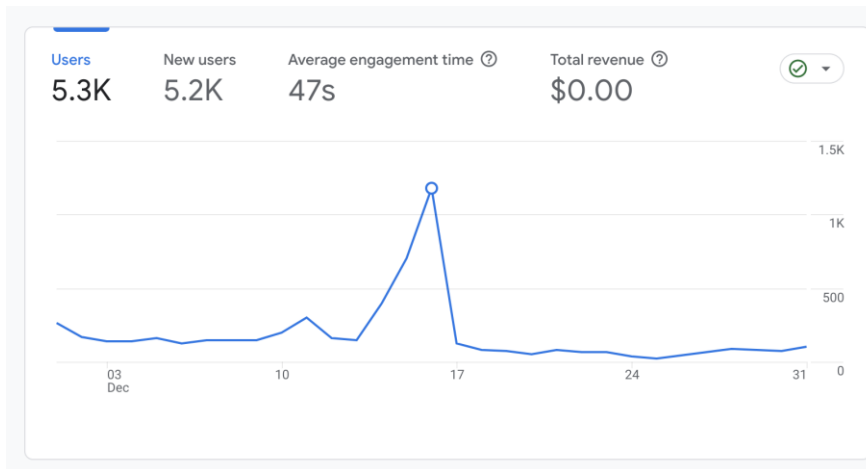 Users
5.3K
New users
5.2K
Average engagement time
47s
Total revenue
$0.00
1.5K
1K
500
0
03
Dec
10
17
24
31